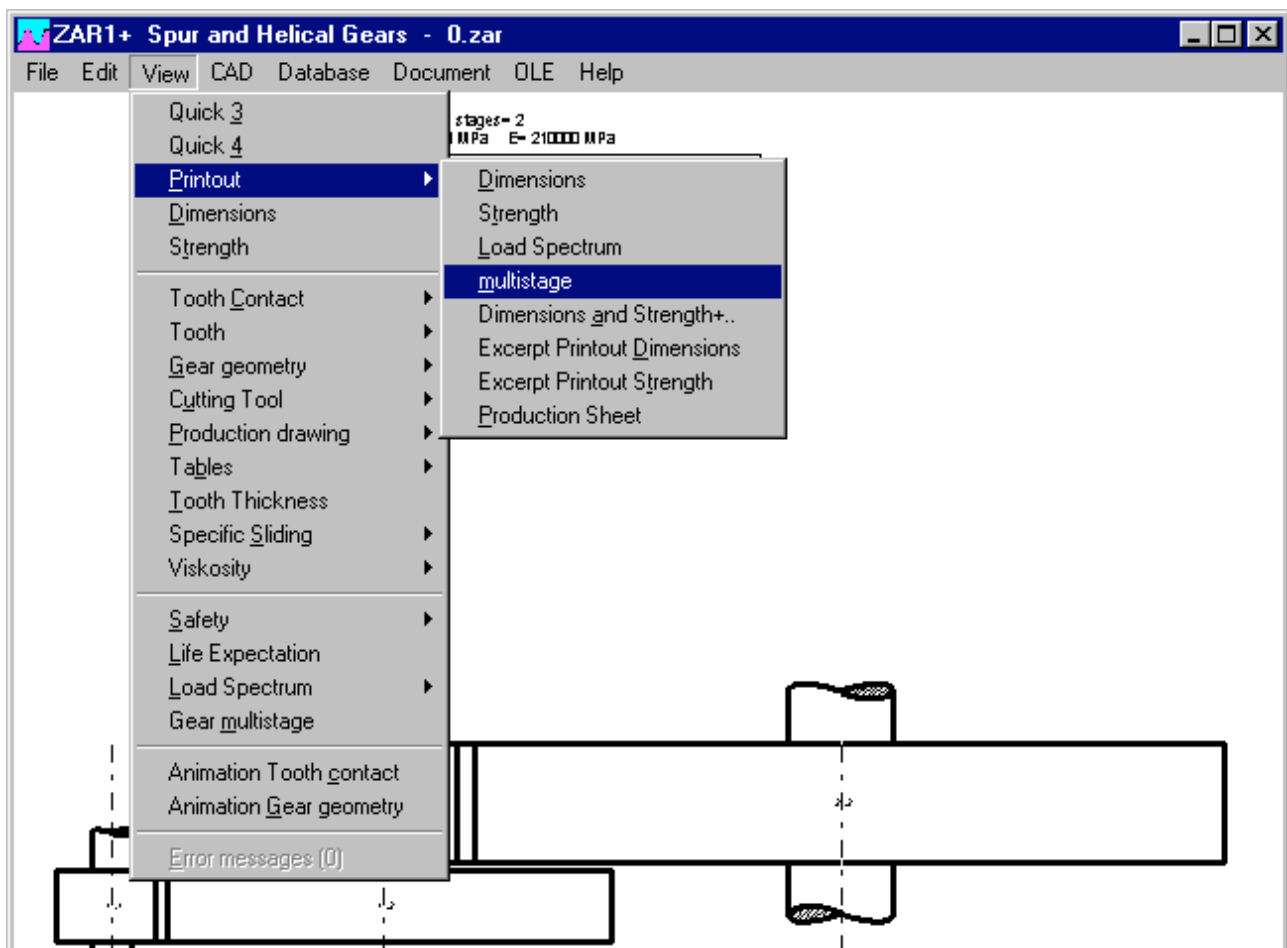 ZAR1+ Spur and Helical Gears - 0.zar
File Edit View CAD Database Document OLE Help
stages= 2
MPa E= 210000 MPa
Quick 3
Quick 4
Printout
Dimensions
Strength
Tooth Contact
Tooth
Gear geometry
Cutting Tool
Production drawing
Tables
Tooth Thickness
Specific Sliding
Viskosity
Safety
Life Expectation
Load Spectrum
Gear multistage
Animation Tooth contact
Animation Gear geometry
Error messages (0)
Dimensions
Strength
Load Spectrum
multistage
Dimensions and Strength+..
Excerpt Printout Dimensions
Excerpt Printout Strength
Production Sheet